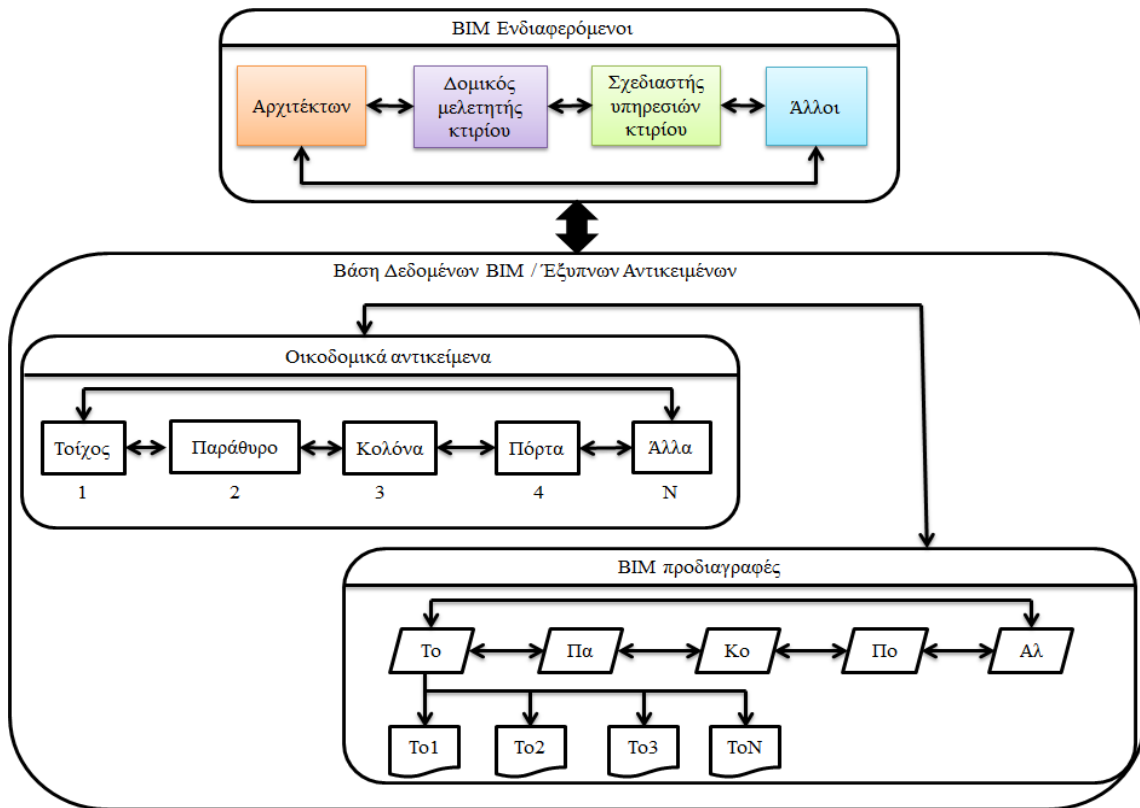 BIM Ενδιαφερόμενοι
Αρχιτέκτων
Δομικός
μελετητής
κτιρίου
Σχεδιαστής
υπηρεσιών
κτιρίου
Άλλοι
Βάση Δεδομένων BIM / Έξυπνων Αντικειμένων
Οικοδομικά αντικείμενα
Τοίχος
Παράθυρο
Κολόνα
Πόρτα
Άλλα
1
2
3
4
N
BIM προδιαγραφές
Το
Πα
Κο
Πο
Αλ
Το1
Το2
Το3
ΤοΝ